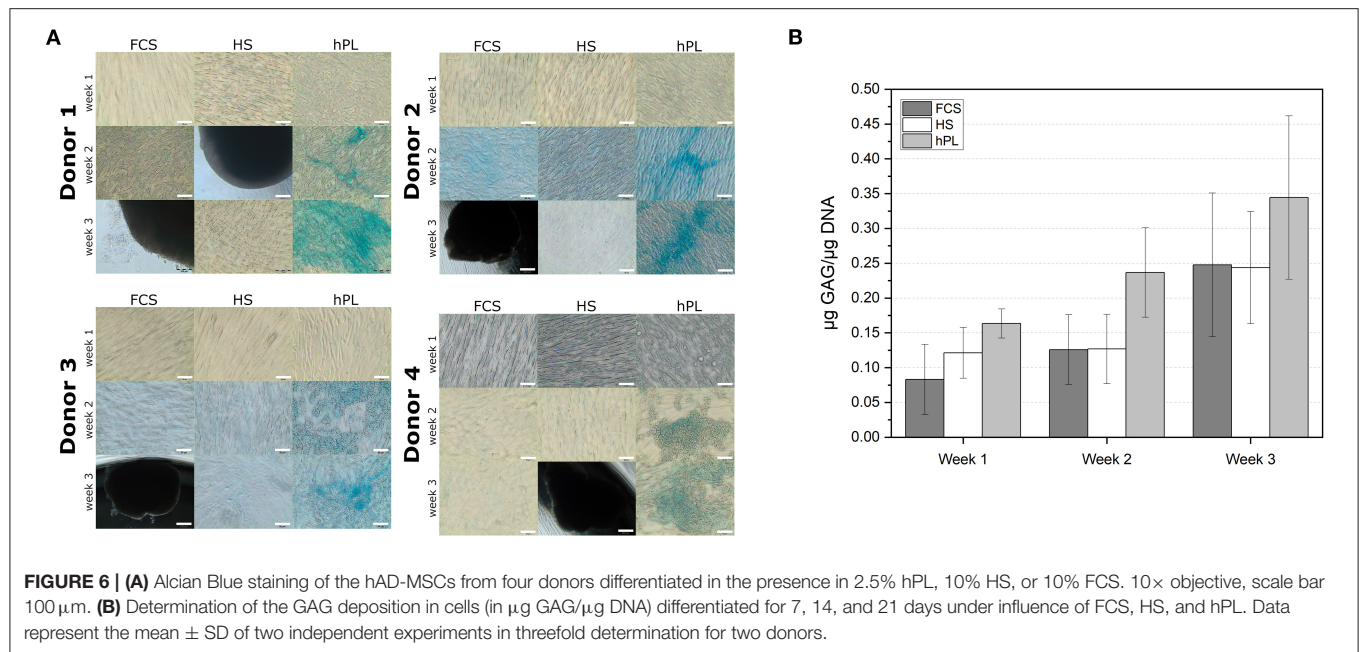 A
FCS HS hPL
Donor 1
week 1
week 2
week 3
FCS HS hPL
Donor 2
week 1
week 2
week 3
FCS HS hPL
Donor 3
week 1
week 2
week 3
FCS HS hPL
Donor 4
week 1
week 2
week 3
B
0.50
0.45
0.40
0.35
0.30
0.25
0.20
0.15
0.10
0.05
0.00
µg GAG/µg DNA
FCS
HS
hPL
Week 1 Week 2 Week 3
FIGURE 6 | (A) Alcian Blue staining of the hAD-MSCs from four donors differentiated in the presence in 2.5% hPL, 10% HS, or 10% FCS. 10× objective, scale bar
100 µm. (B) Determination of the GAG deposition in cells (in µg GAG/µg DNA) differentiated for 7, 14, and 21 days under influence of FCS, HS, and hPL. Data
represent the mean ± SD of two independent experiments in threefold determination for two donors.